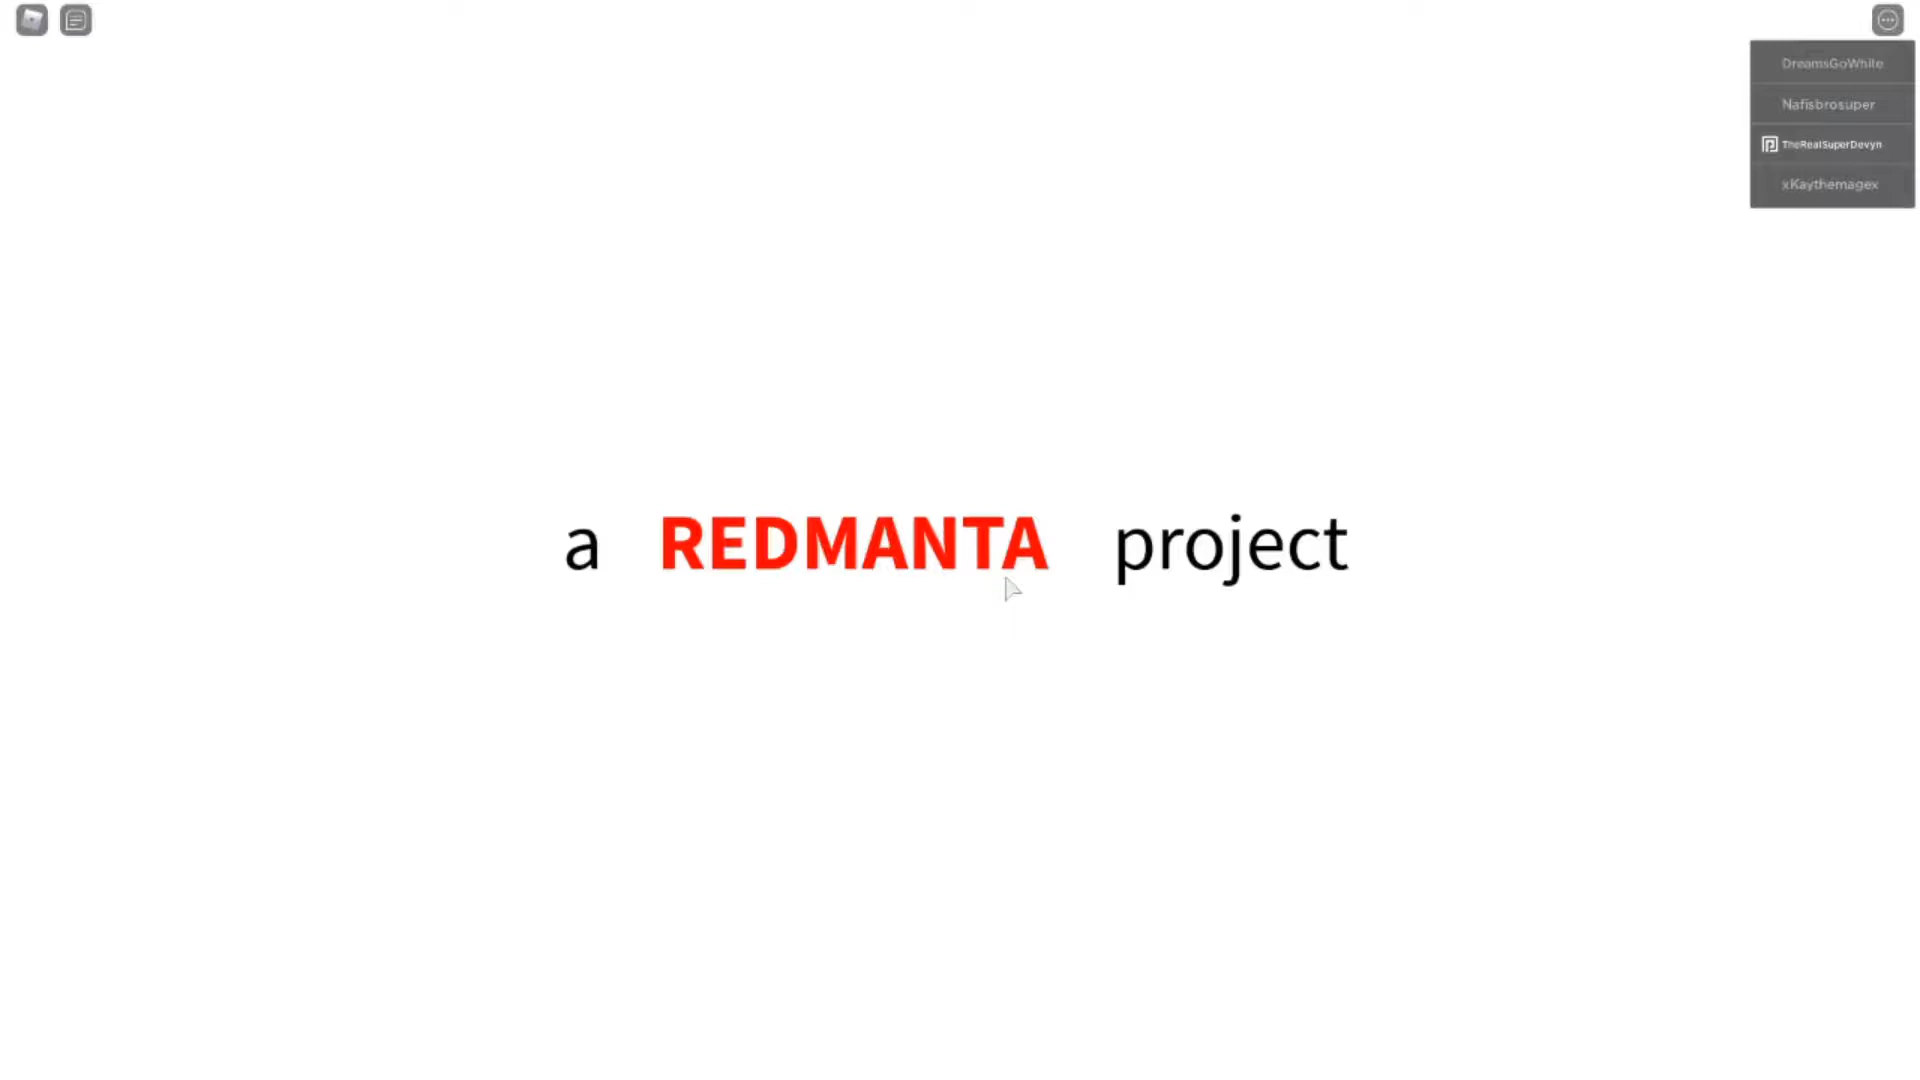 DreamsGoWhite
Nafisbrosuper
TheRealSuperDevyn
xKaythemagex
a REDMANTA project